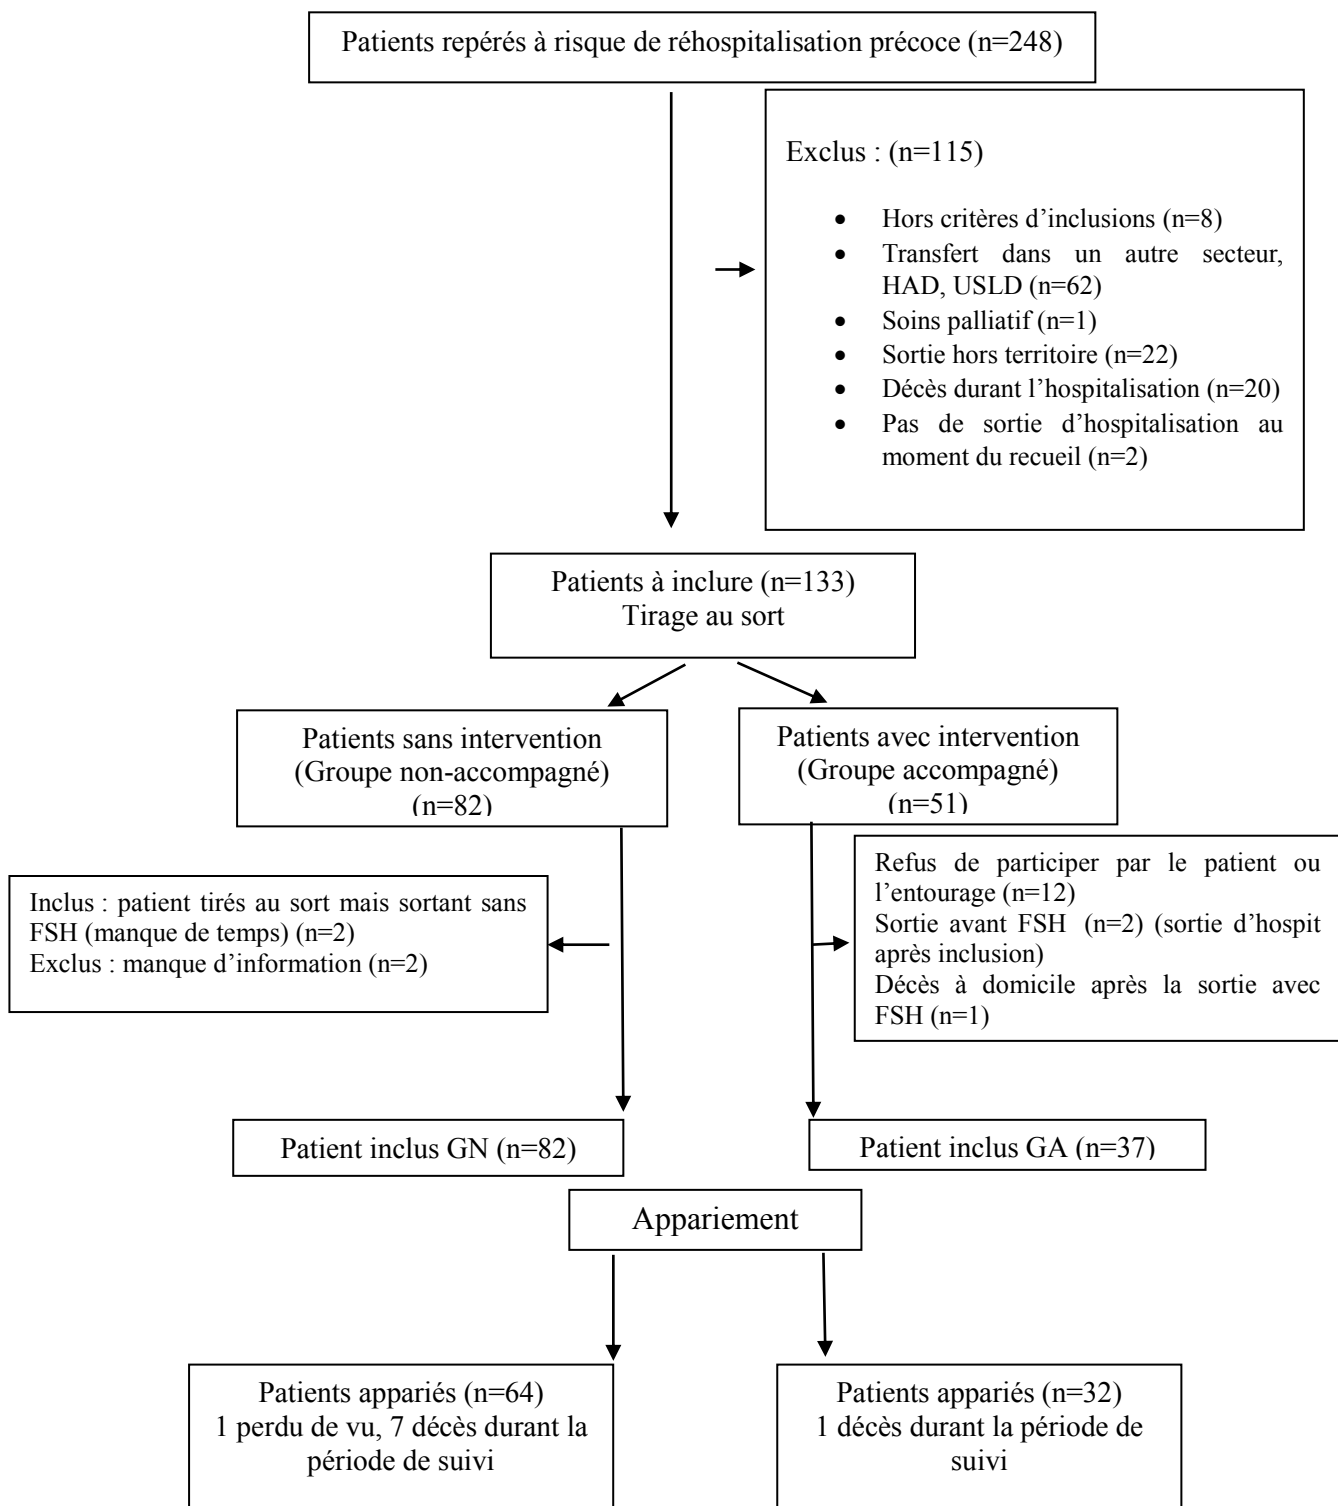 Patients repérés à risque de réhospitalisation précoce (n=248)
Exclus : (n=115)
• Hors critères d’inclusions (n=8)
• Transfert dans un autre secteur,
HAD, USLD (n=62)
• Soins palliatif (n=1)
• Sortie hors territoire (n=22)
• Décès durant l’hospitalisation (n=20)
• Pas de sortie d’hospitalisation au
moment du recueil (n=2)
Patients à inclure (n=133)
Tirage au sort
Patients sans intervention
(Groupe non-accompagné)
(n=82)
Patients avec intervention
(Groupe accompagné)
(n=51)
Inclus : patient tirés au sort mais sortant sans
FSH (manque de temps) (n=2)
Exclus : manque d’information (n=2)
Refus de participer par le patient ou
l’entourage (n=12)
Sortie avant FSH (n=2) (sortie d’hospit
après inclusion)
Décès à domicile après la sortie avec
FSH (n=1)
Patient inclus GN (n=82)
Patient inclus GA (n=37)
Appariement
Patients appariés (n=64)
1 perdu de vu, 7 décès durant la
période de suivi
Patients appariés (n=32)
1 décès durant la période de
suivi